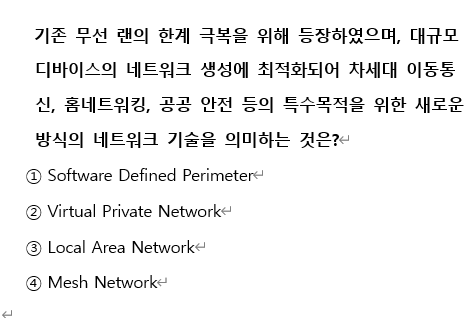 기존 무선 랜의 한계 극복을 위해 등장하였으며, 대규모
디바이스의 네트워크 생성에 최적화되어 차세대 이동통
신, 홈네트워킹, 공공 안전 등의 특수목적을 위한 새로운
방식의 네트워크 기술을 의미하는 것은?↵
① Software Defined Perimeter↵
② Virtual Private Network↵
③ Local Area Network↵
④ Mesh Network↵
↵